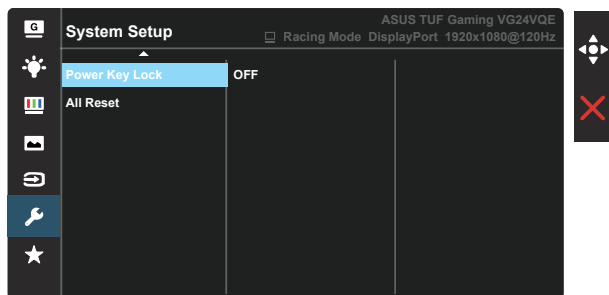 G
System Setup
ASUS TUF Gaming VG24VQE
Racing Mode DisplayPort 1920x1080@120Hz
Power Key Lock OFF
All Reset